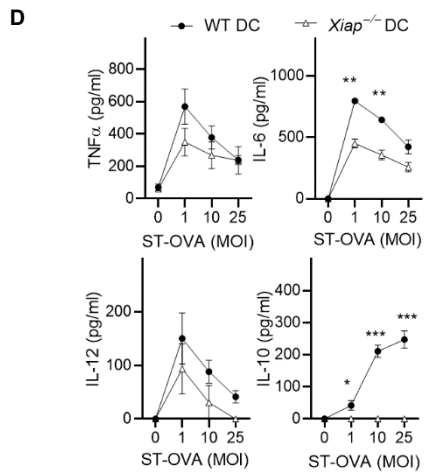 D
WT DC
Xiap⁻/⁻ DC
TNFα (pg/ml)
800
600
400
200
0
0 1 10 25
ST-OVA (MOI)
IL-6 (pg/ml)
1000
500
0
** **
0 1 10 25
ST-OVA (MOI)
IL-12 (pg/ml)
200
100
0
0 1 10 25
ST-OVA (MOI)
IL-10 (pg/ml)
400
300
200
100
0
* *** ***
0 1 10 25
ST-OVA (MOI)